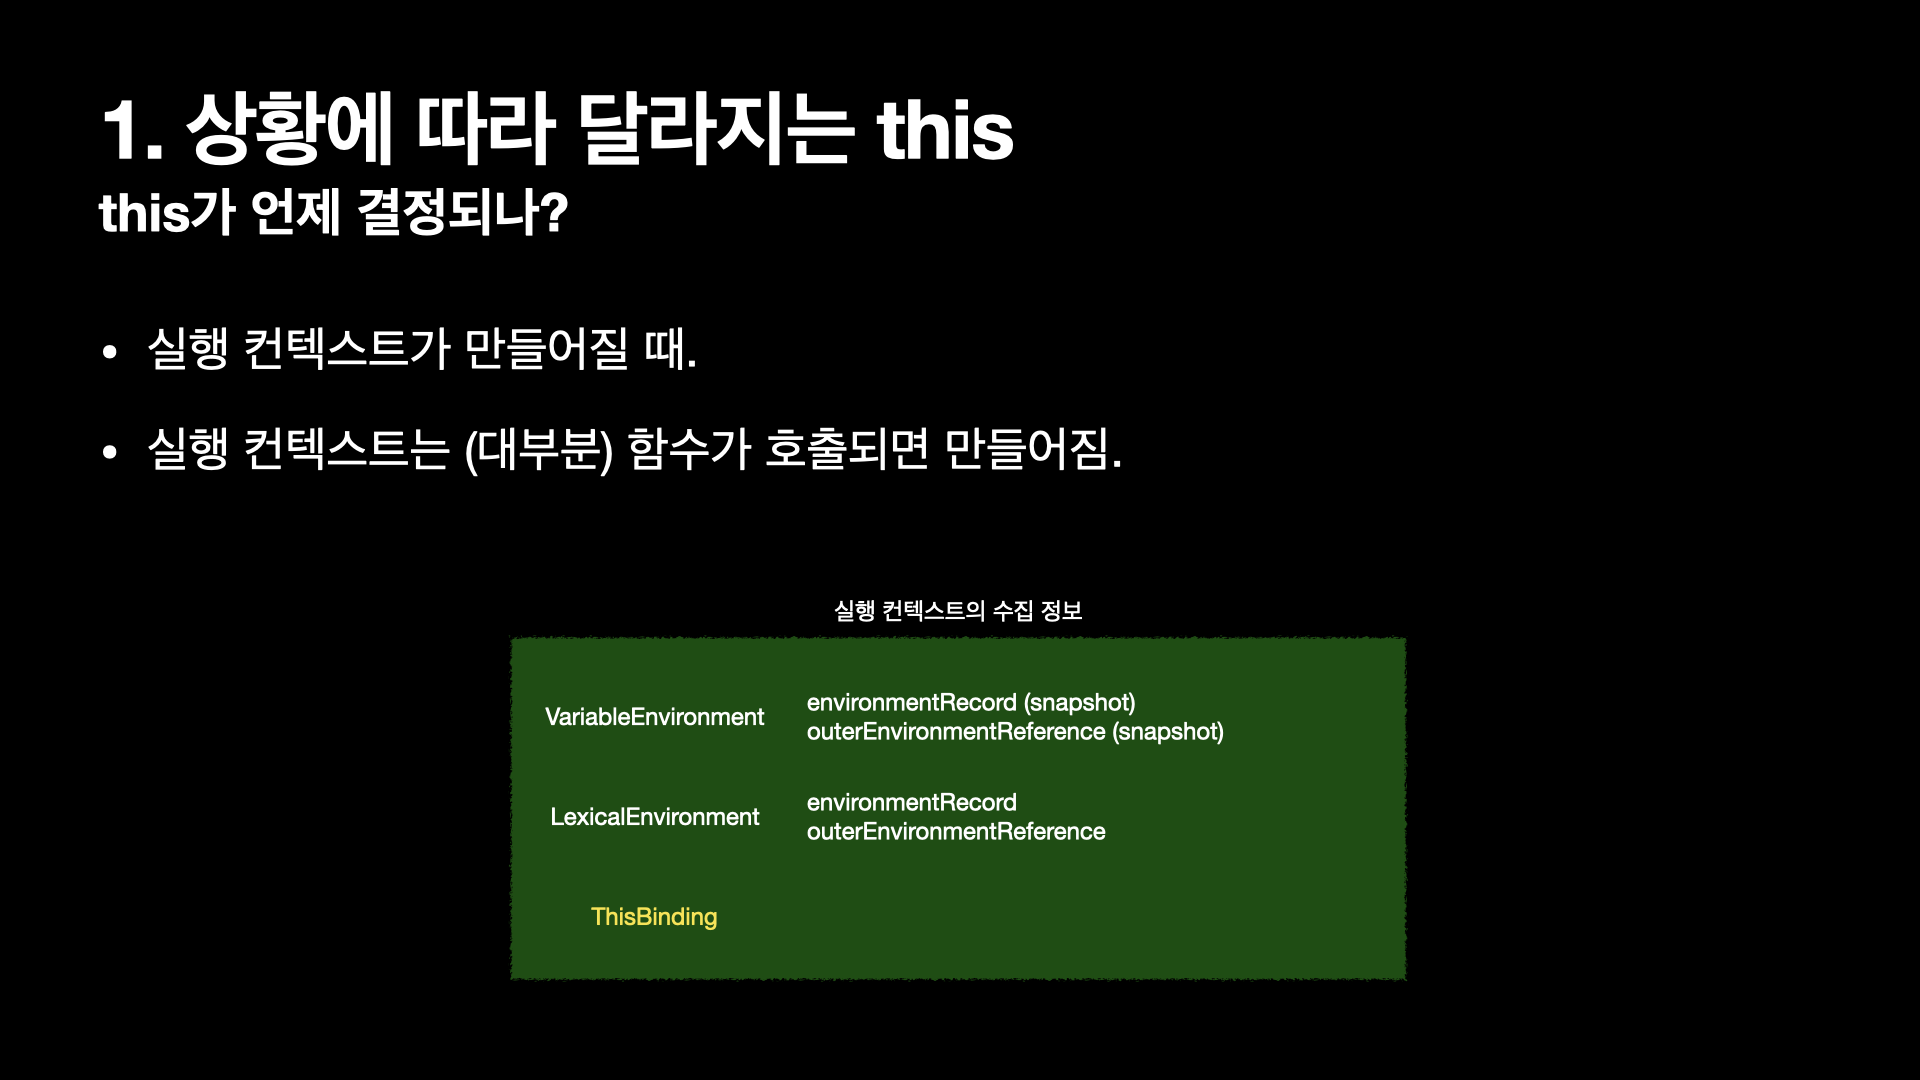 1. 상황에 따라 달라지는 this
this가 언제 결정되나?
• 실행 컨텍스트가 만들어질 때.
• 실행 컨텍스트는 (대부분) 함수가 호출되면 만들어짐.
실행 컨텍스트의 수집 정보
VariableEnvironment
environmentRecord (snapshot)
outerEnvironmentReference (snapshot)
LexicalEnvironment
environmentRecord
outerEnvironmentReference
ThisBinding